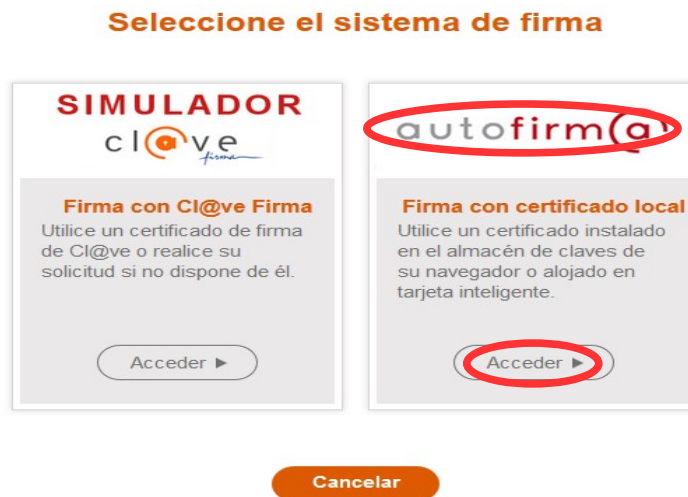 Seleccione el sistema de firma
SIMULADOR
cl@ve
firma
Firma con Cl@ve Firma
Utilice un certificado de firma
de Cl@ve o realice su
solicitud si no dispone de él.
Acceder ►
autofirm@
Firma con certificado local
Utilice un certificado instalado
en el almacén de claves de
su navegador o alojado en
tarjeta inteligente.
Acceder ►
Cancelar